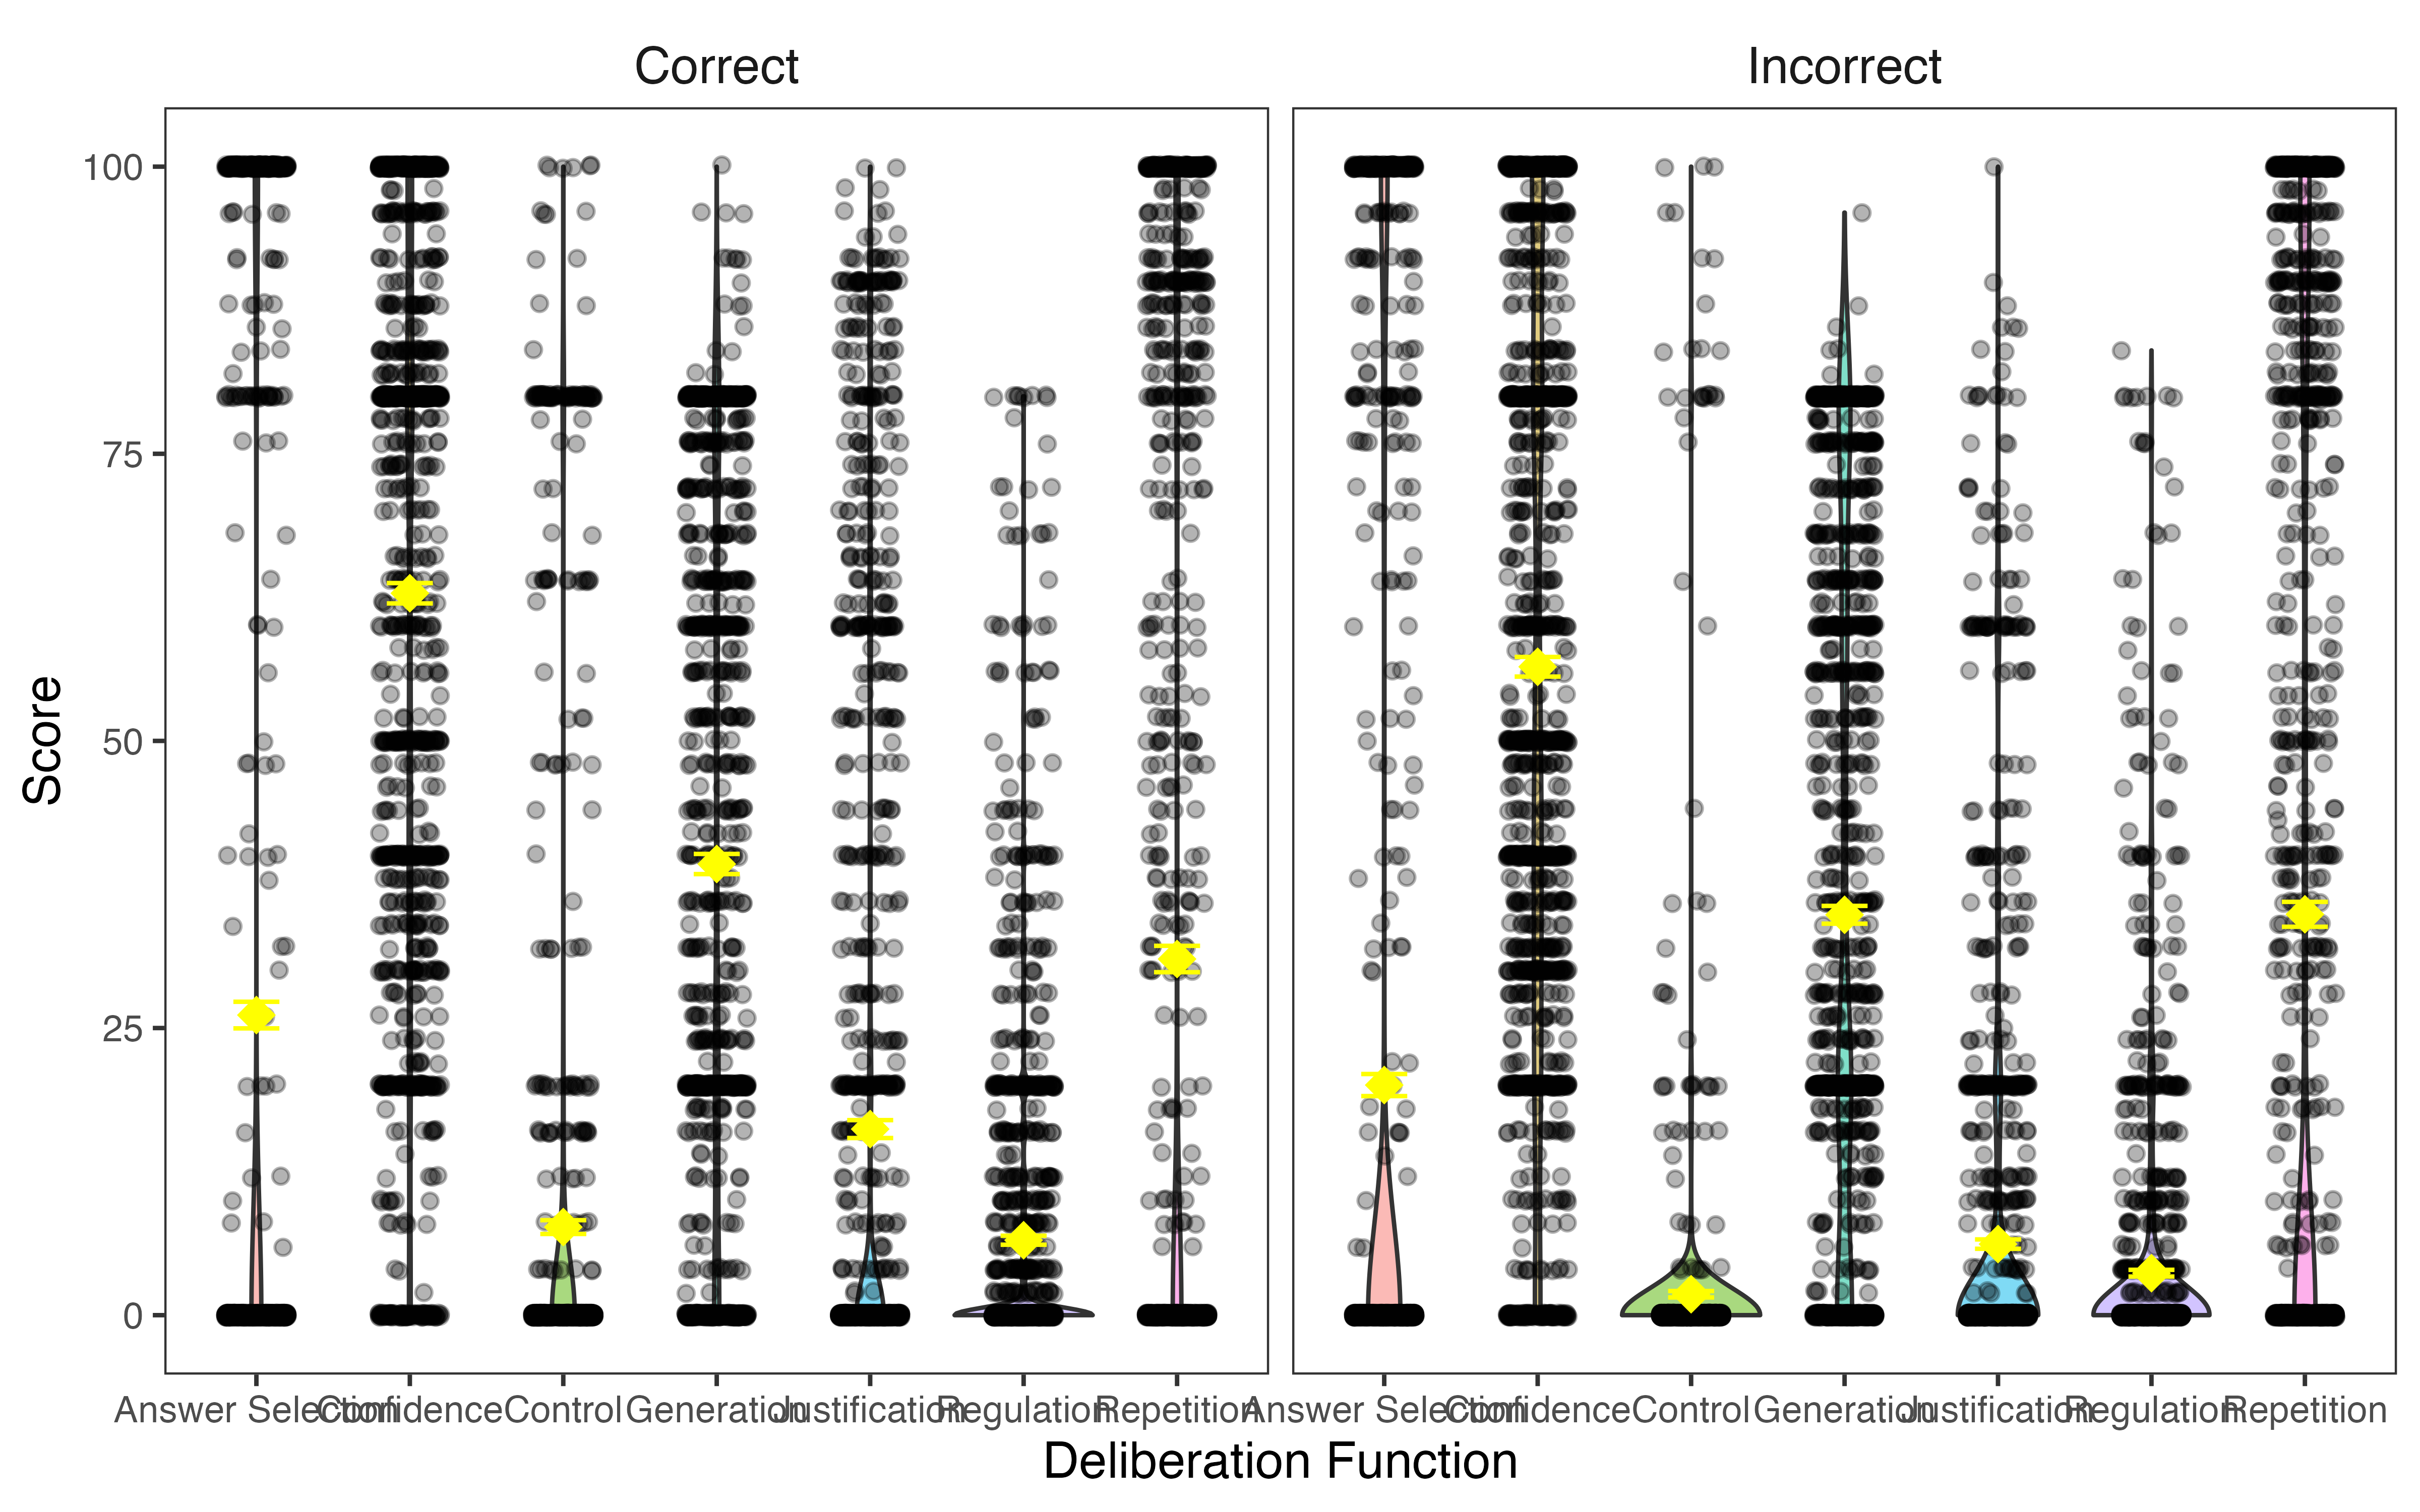 Correct
Incorrect
100
75
50
25
0
Score
Answer Selection Confidence Control Generation Justification Regulation Repetition Answer Selection Confidence Control Generation Justification Regulation Repetition
Deliberation Function